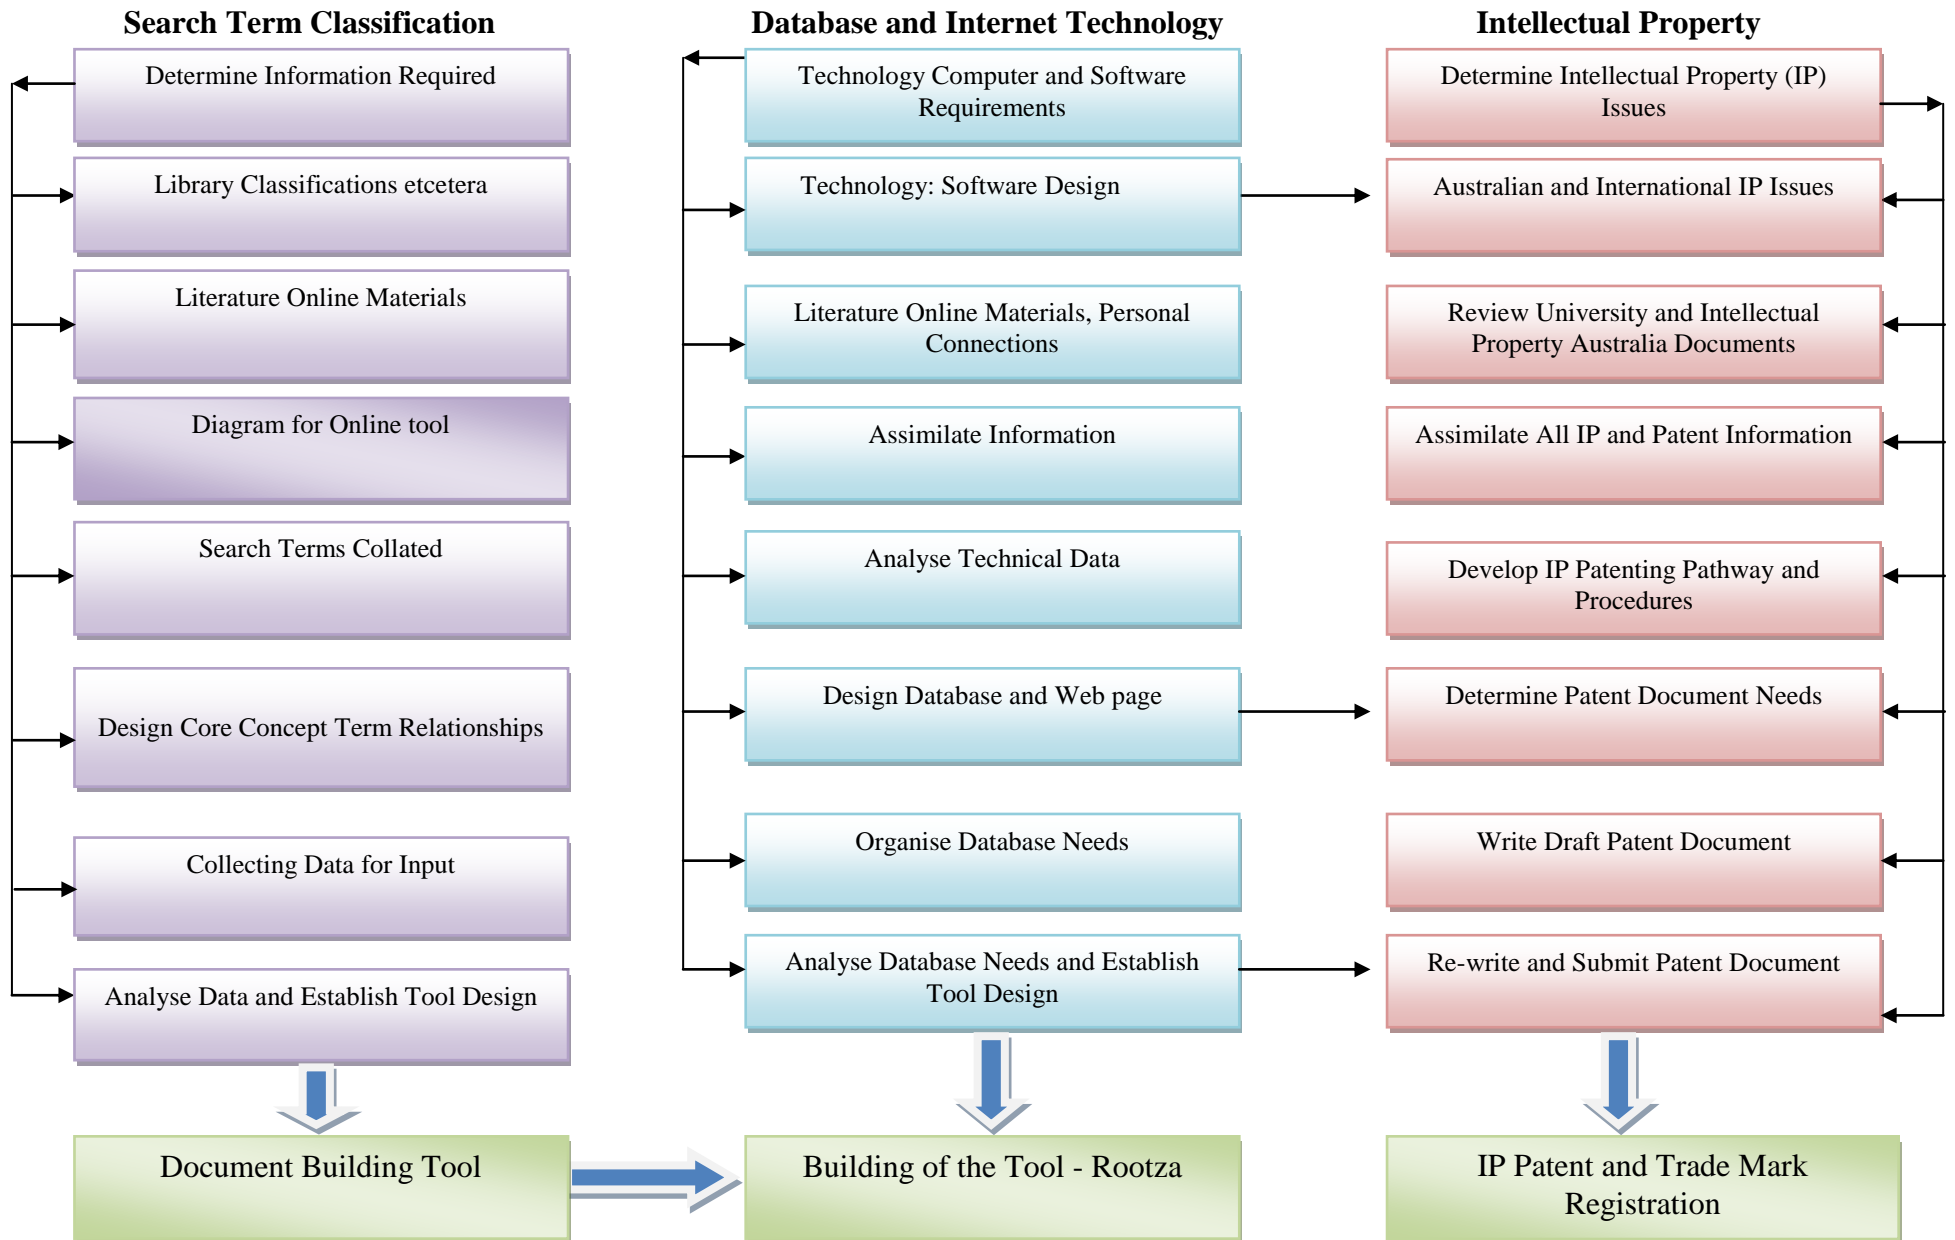 Search Term Classification
Determine Information Required
Library Classifications etcetera
Literature Online Materials
Diagram for Online tool
Search Terms Collated
Design Core Concept Term Relationships
Collecting Data for Input
Analyse Data and Establish Tool Design
Document Building Tool
Database and Internet Technology
Technology Computer and Software
Requirements
Technology: Software Design
Literature Online Materials, Personal
Connections
Assimilate Information
Analyse Technical Data
Design Database and Web page
Organise Database Needs
Analyse Database Needs and Establish
Tool Design
Building of the Tool - Rootza
Intellectual Property
Determine Intellectual Property (IP)
Issues
Australian and International IP Issues
Review University and Intellectual
Property Australia Documents
Assimilate All IP and Patent Information
Develop IP Patenting Pathway and
Procedures
Determine Patent Document Needs
Write Draft Patent Document
Re-write and Submit Patent Document
IP Patent and Trade Mark
Registration